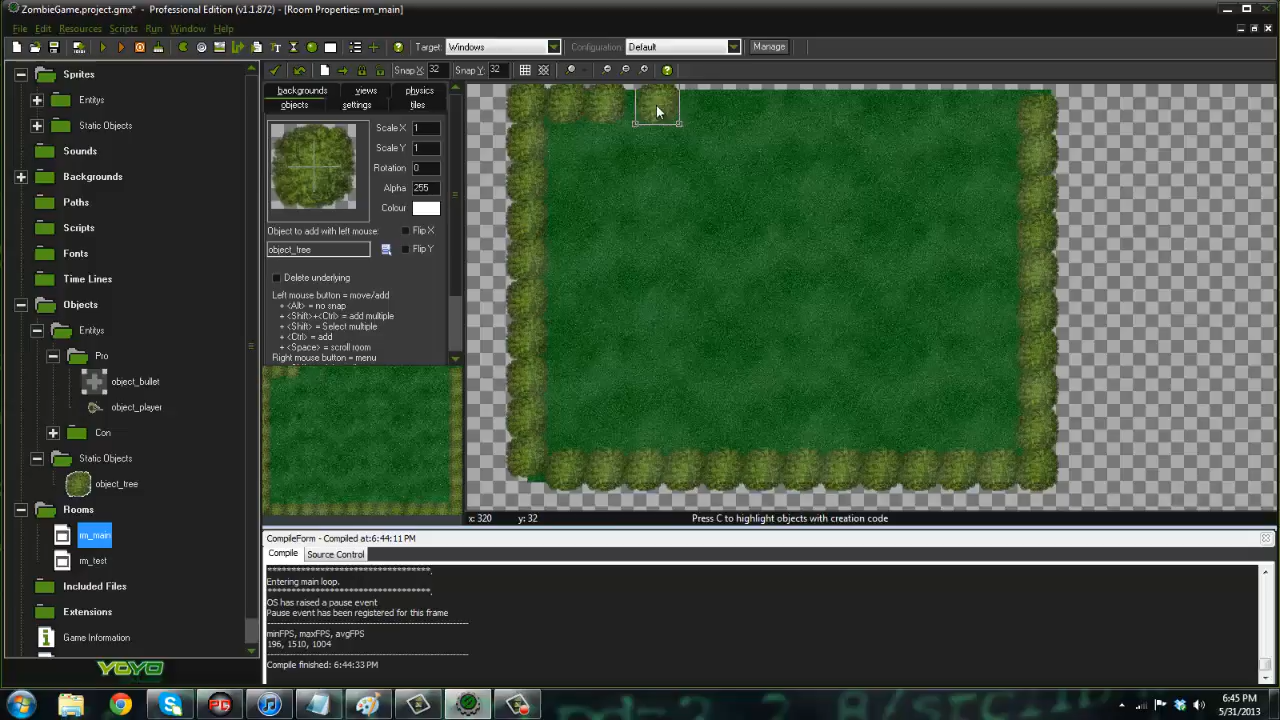 ZombieGame.project.gmx* - Professional Edition (v1.1.872) - [Room Properties: rm_main]
File Edit Resources Scripts Run Window Help
Target: Windows Configuration: Default Manage
Snap X: 32 Snap Y: 32
Sprites
Entitys
Static Objects
Sounds
Backgrounds
Paths
Scripts
Fonts
Time Lines
Objects
Entitys
Pro
object_bullet
object_player
Con
Static Objects
object_tree
Rooms
rm_main
rm_test
Included Files
Extensions
Game Information
YOYO
backgrounds views physics
objects settings tiles
Scale X 1
Scale Y 1
Rotation 0
Alpha 255
Colour
Object to add with left mouse: Flip X
object_tree Flip Y
Delete underlying
Left mouse button = move/add
+ <Alt> = no snap
+ <Shift>+<Ctrl> = add multiple
+ <Shift> = Select multiple
+ <Ctrl> = add
+ <Space> = scroll room
Right mouse button = menu
x: 320 y: 32 Press C to highlight objects with creation code
CompileForm - Compiled at:6:44:11 PM
Compile Source Control
Entering main loop.
OS has raised a pause event
Pause event has been registered for this frame
minFPS, maxFPS, avgFPS
196, 1510, 1004
Compile finished: 6:44:33 PM
6:45 PM
5/31/2013